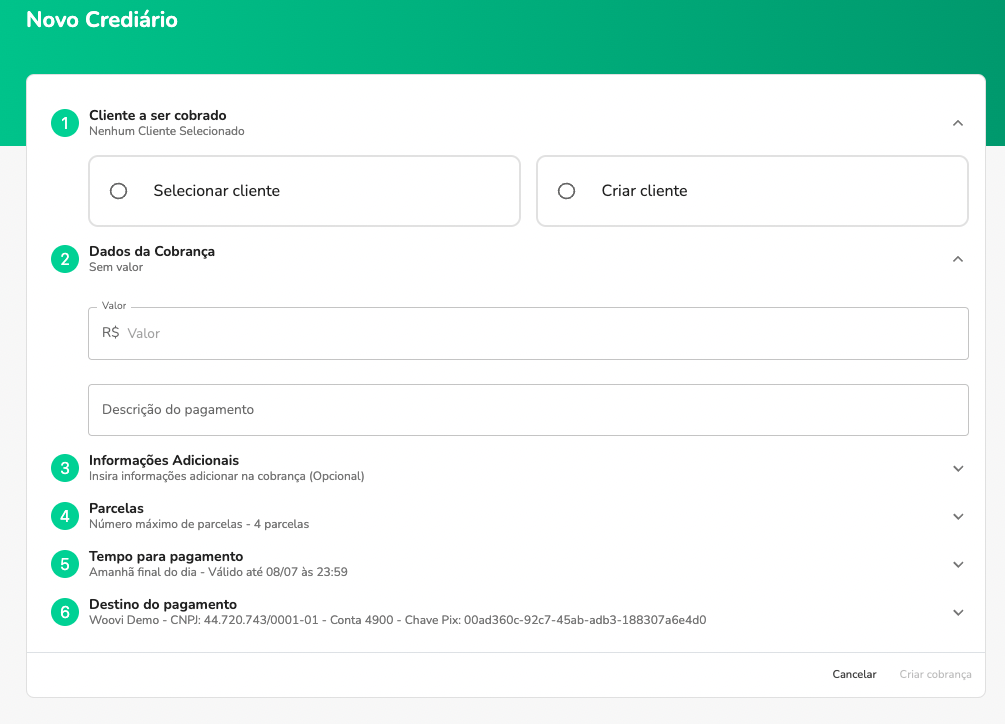 Novo Crediário
1
Cliente a ser cobrado
Nenhum Cliente Selecionado
Selecionar cliente
Criar cliente
2
Dados da Cobrança
Sem valor
Valor
R$ Valor
Descrição do pagamento
3
Informações Adicionais
Insira informações adicionar na cobrança (Opcional)
4
Parcelas
Número máximo de parcelas - 4 parcelas
5
Tempo para pagamento
Amanhã final do dia - Válido até 08/07 às 23:59
6
Destino do pagamento
Woovi Demo - CNPJ: 44.720.743/0001-01 - Conta 4900 - Chave Pix: 00ad360c-92c7-45ab-adb3-188307a6e4d0
Cancelar
Criar cobrança